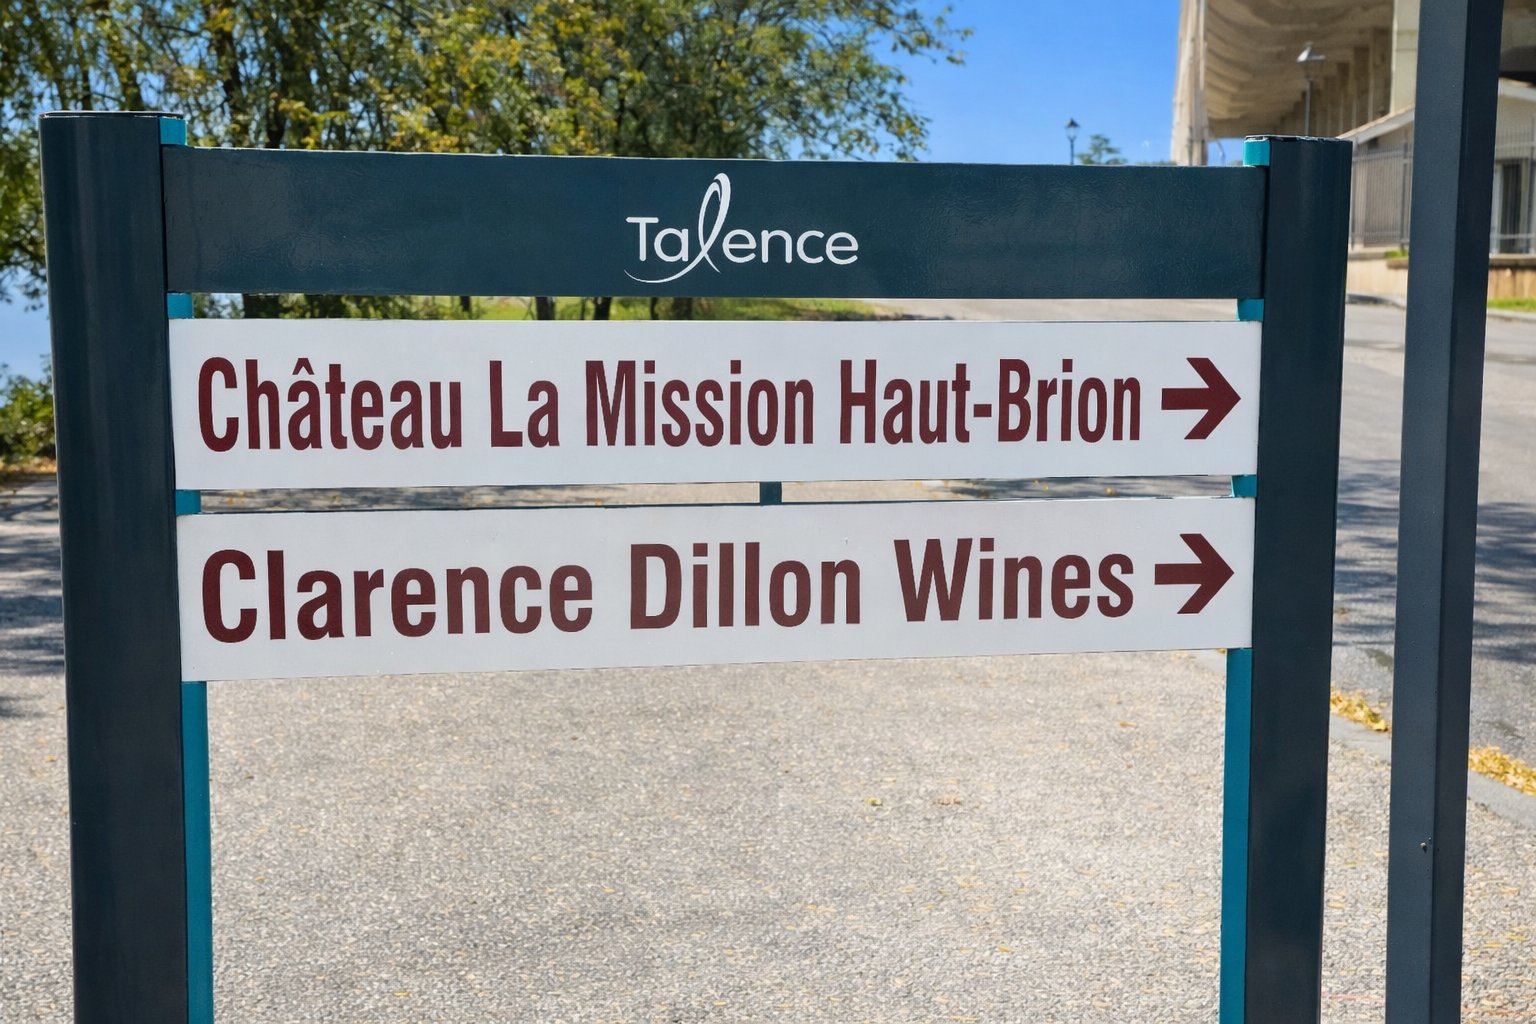 Talence
Château La Mission Haut-Brion →
Clarence Dillon Wines →